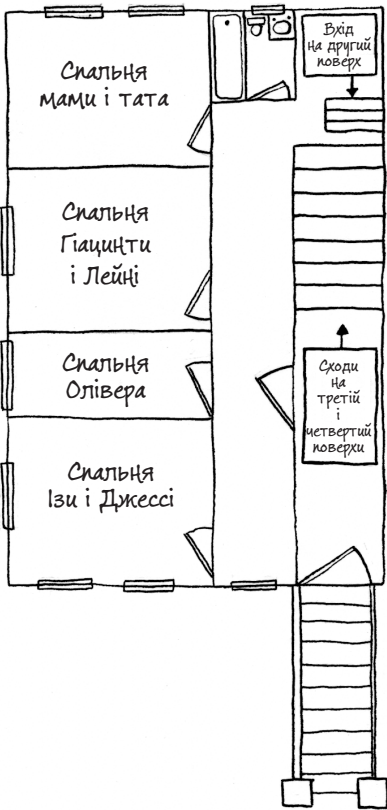 Спальня
мами і тата
Вхід
на другий
поверх
Спальня
Гіацинти
і Лейні
Спальня
Олівера
Сходи
на
третій
і
четвертий
поверхи
Спальня
Ізи і Джессі